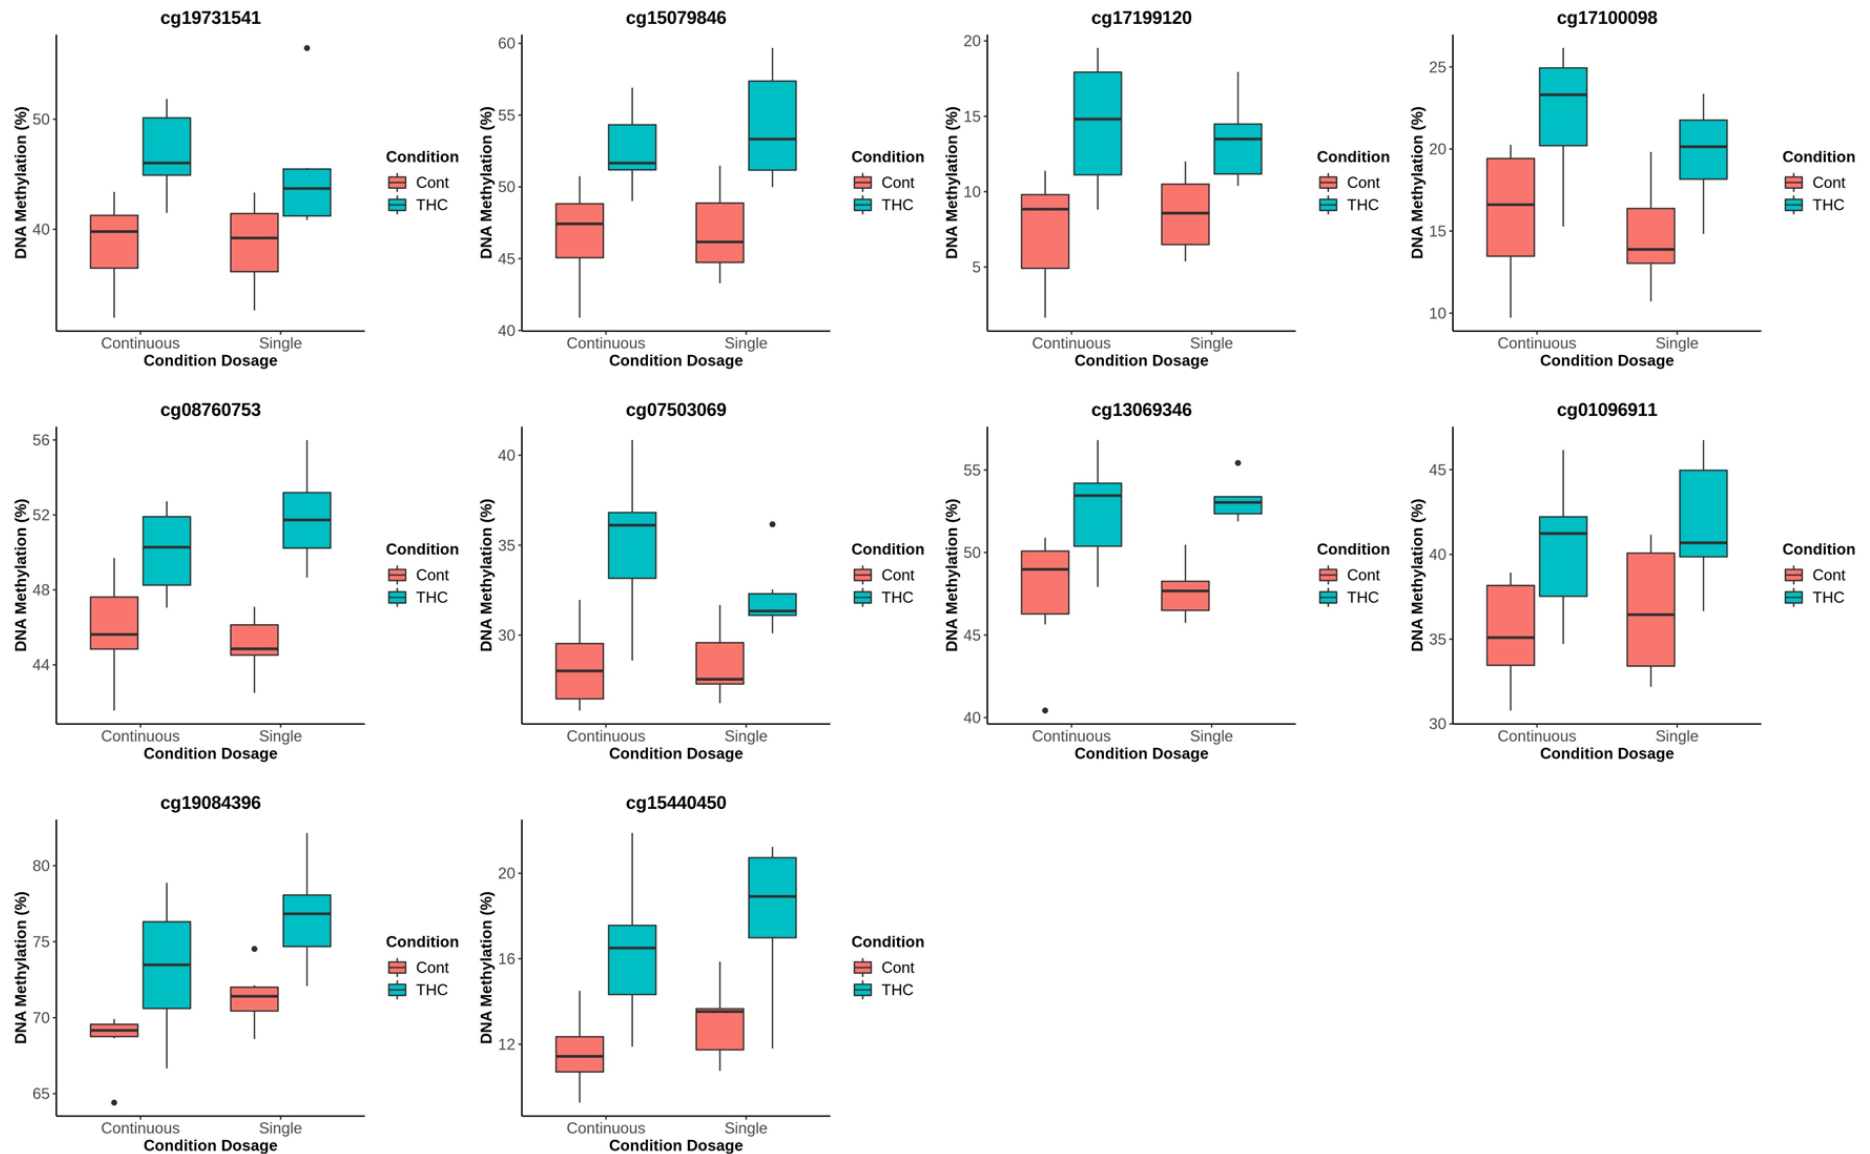 cg19731541
DNA Methylation (%)
50
40
Continuous Single
Condition Dosage
Condition
Cont
THC
cg15079846
DNA Methylation (%)
60
55
50
45
40
Continuous Single
Condition Dosage
Condition
Cont
THC
cg17199120
DNA Methylation (%)
20
15
10
5
Continuous Single
Condition Dosage
Condition
Cont
THC
cg17100098
DNA Methylation (%)
25
20
15
10
Continuous Single
Condition Dosage
Condition
Cont
THC
cg08760753
DNA Methylation (%)
56
52
48
44
Continuous Single
Condition Dosage
Condition
Cont
THC
cg07503069
DNA Methylation (%)
40
35
30
Continuous Single
Condition Dosage
Condition
Cont
THC
cg13069346
DNA Methylation (%)
55
50
45
40
Continuous Single
Condition Dosage
Condition
Cont
THC
cg01096911
DNA Methylation (%)
45
40
35
30
Continuous Single
Condition Dosage
Condition
Cont
THC
cg19084396
DNA Methylation (%)
80
75
70
65
Continuous Single
Condition Dosage
Condition
Cont
THC
cg15440450
DNA Methylation (%)
20
16
12
Continuous Single
Condition Dosage
Condition
Cont
THC